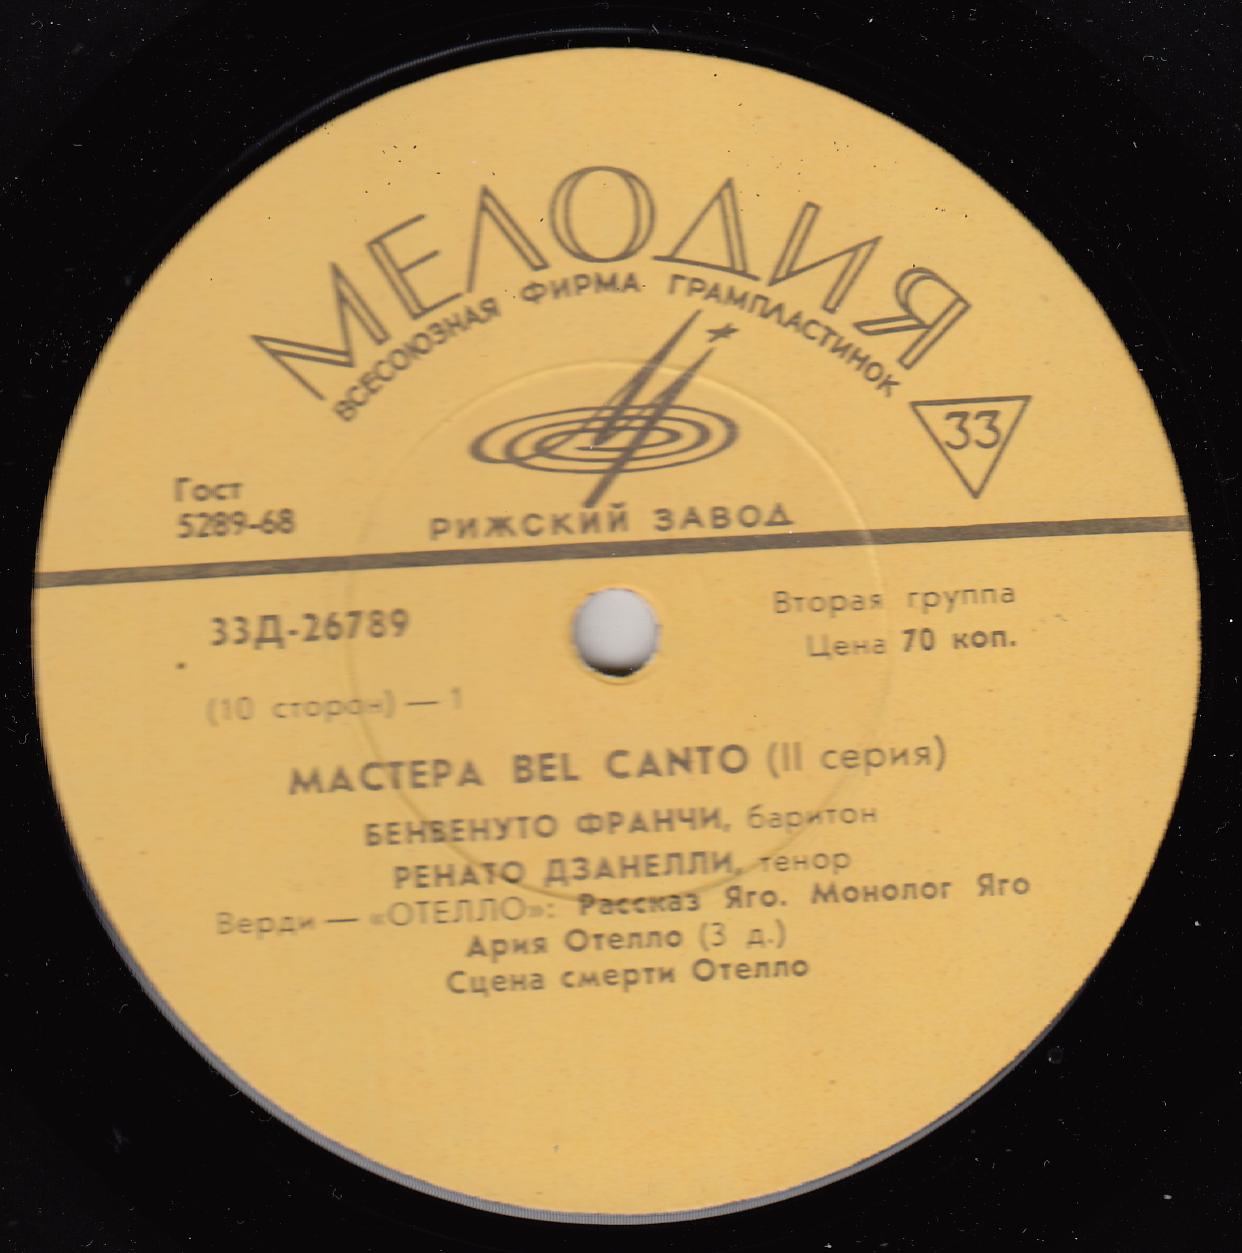 МЕЛОДИЯ
ВСЕСОЮЗНАЯ ФИРМА ГРАМПЛАСТИНОК
33
Гост
5289-68
РИЖСКИЙ ЗАВОД
33Д-26789
Вторая группа
Цена 70 коп.
(10 сторон) — 1
МАСТЕРА BEL CANTO (II серия)
БЕНВЕНУТО ФРАНЧИ, баритон
РЕНАТО ДЗАНЕЛЛИ, тенор
Верди — «ОТЕЛЛО»: Рассказ Яго. Монолог Яго
Ария Отелло (3 д.)
Сцена смерти Отелло